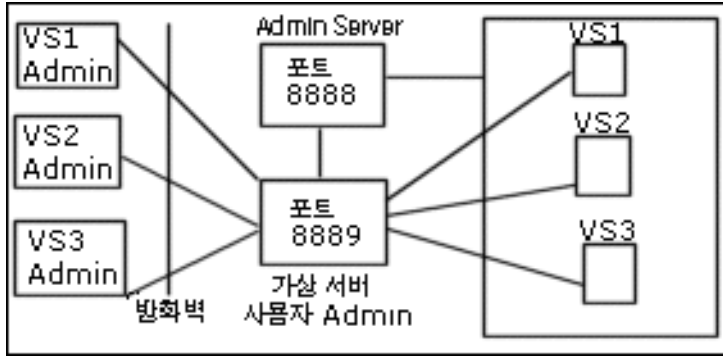 VS1
Admin
VS2
Admin
VS3
Admin
방화벽
Admin Server
포트
8888
포트
8889
가상 서버
사용자 Admin
VS1
VS2
VS3